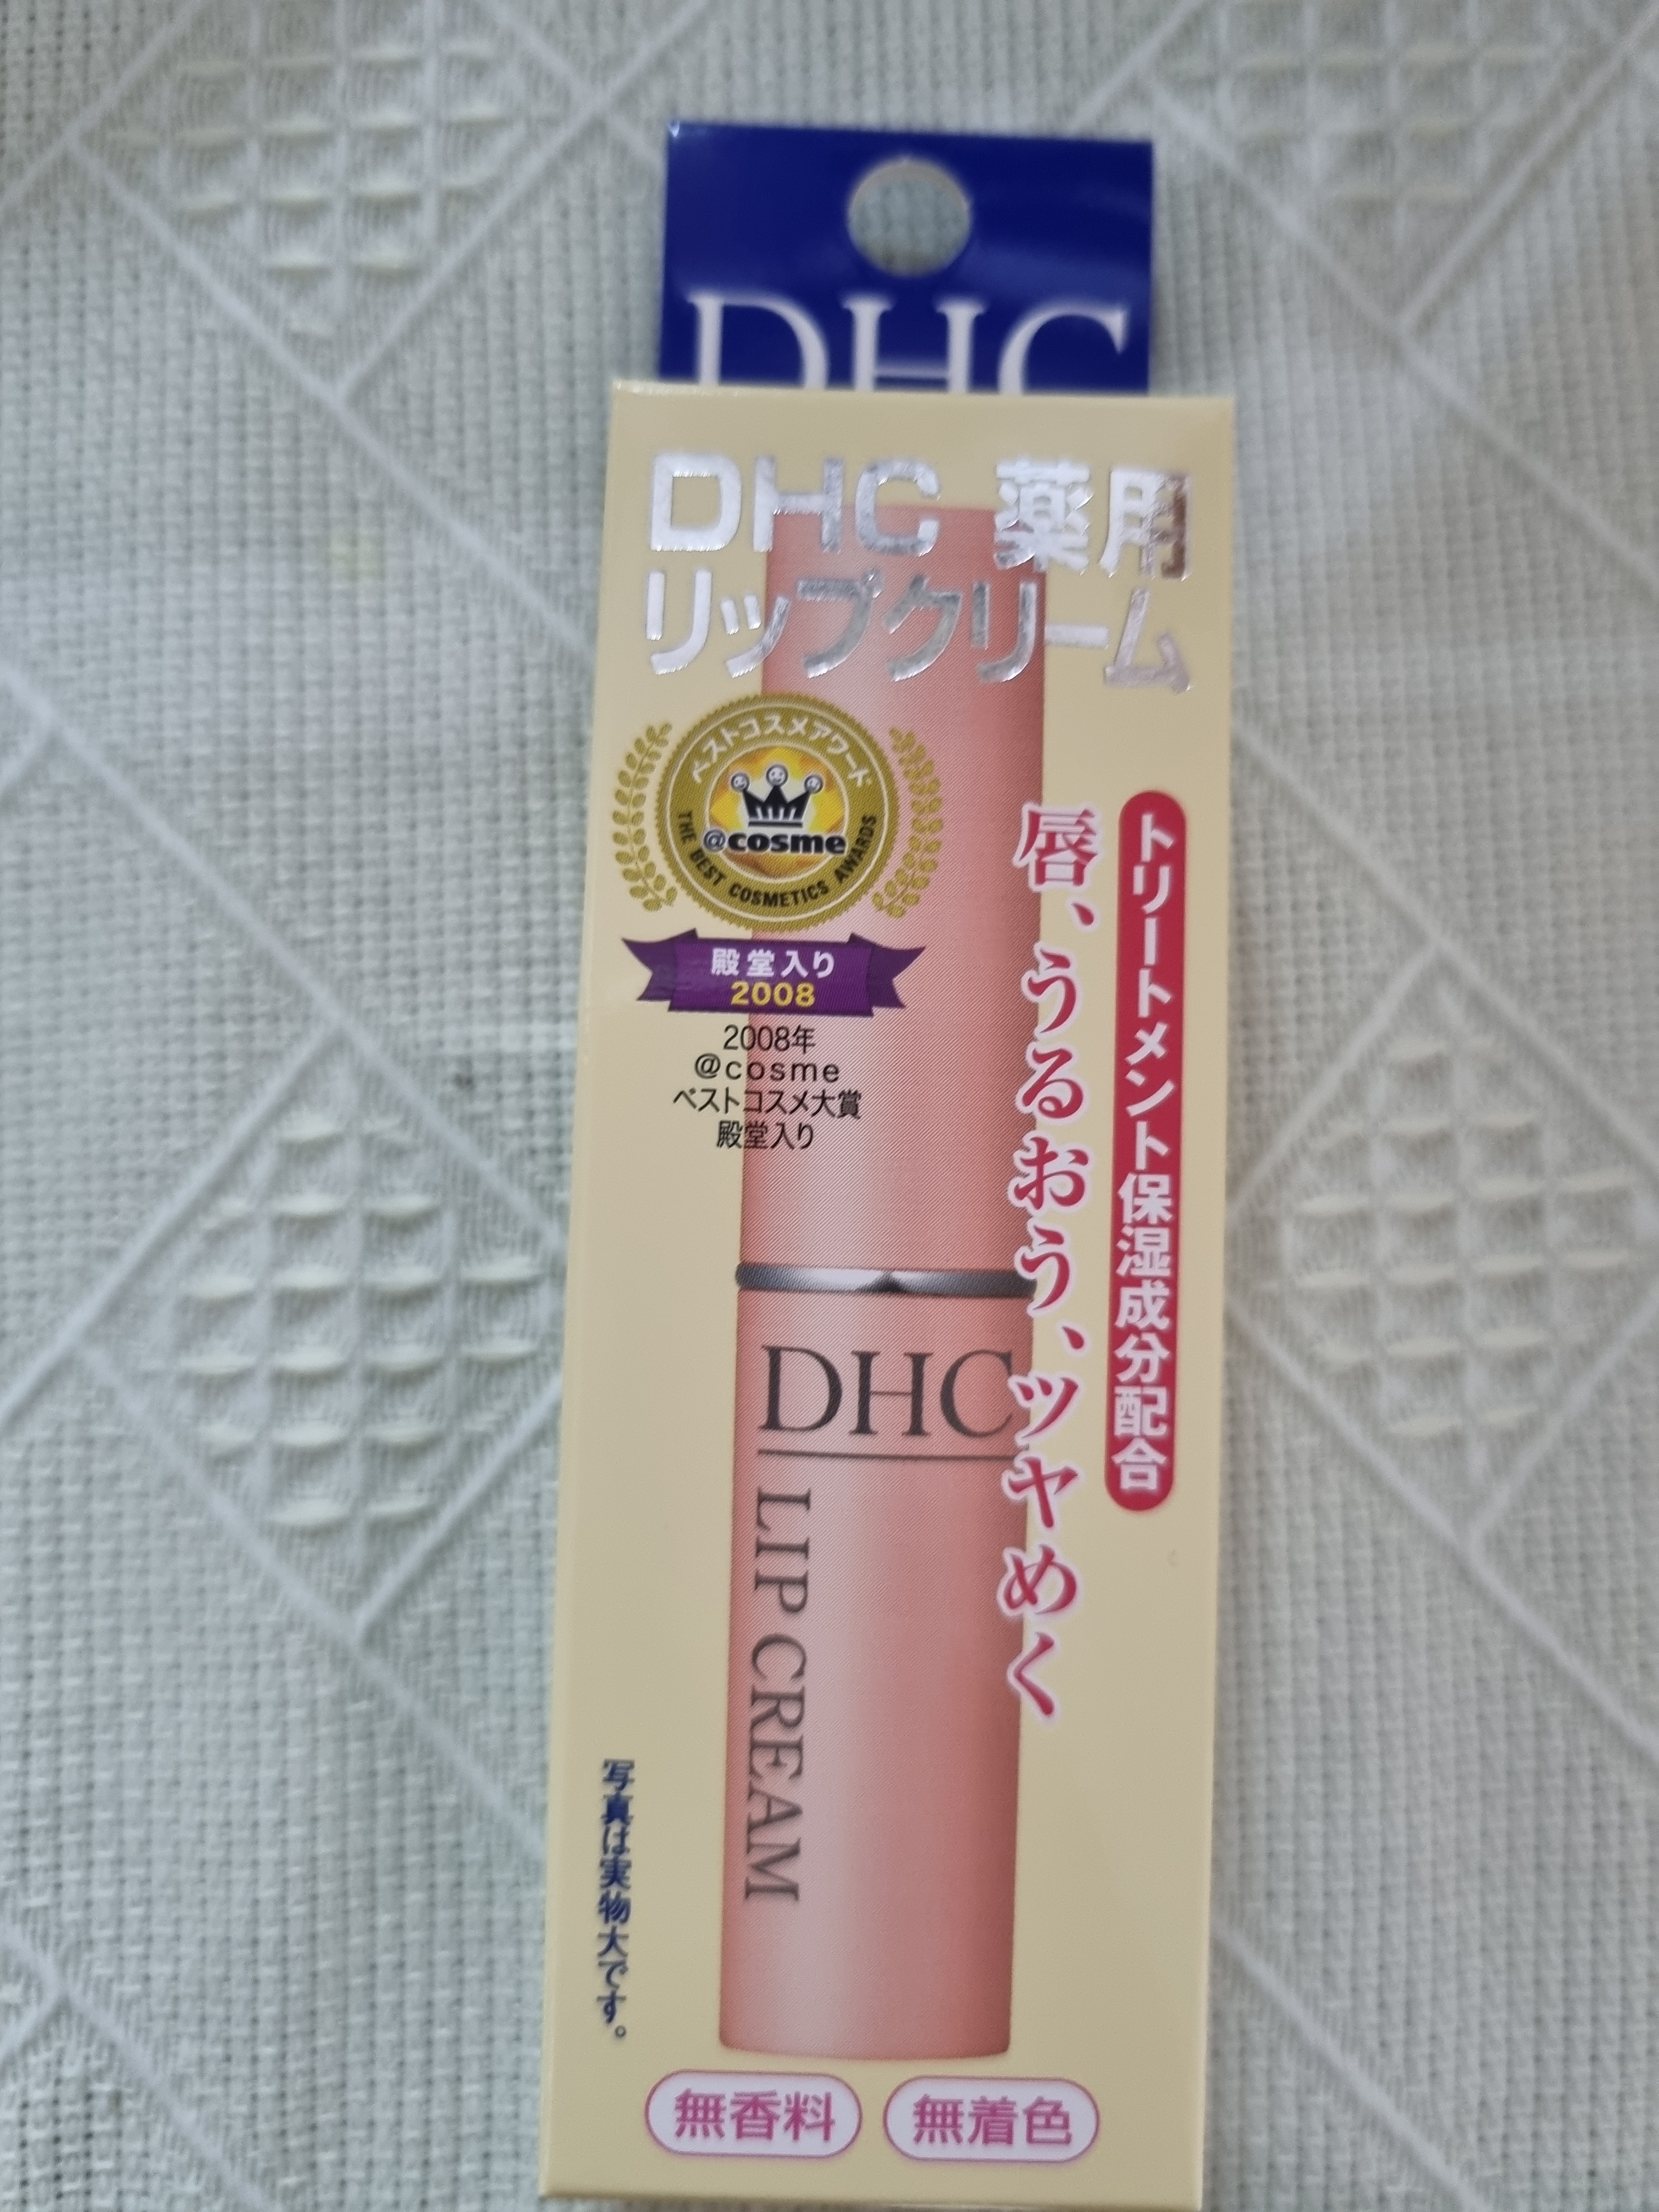 DHC
DHC 薬用
リップクリーム
ベストコスメアワード
@cosme
THE BEST COSMETICS AWARDS
殿堂入り
2008
2008年
@cosme
ベストコスメ大賞
殿堂入り
トリートメント保湿成分配合
唇、うるおう、ツヤめく
DHC
LIP CREAM
写真は実物大です。
無香料
無着色